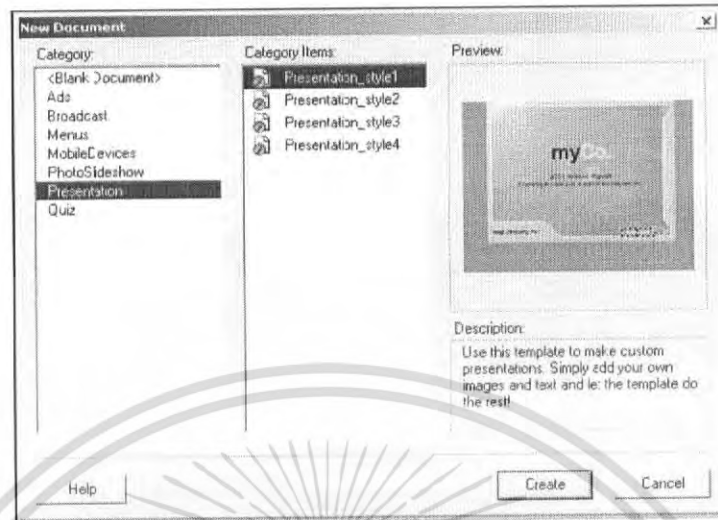 New Document
Category:
<Blank Document>
Ads
Broadcast
Menus
MobileDevices
PhotoSlideshow
Presentation
Quiz
Category Items:
Presentation_style1
Presentation_style2
Presentation_style3
Presentation_style4
Preview:
myCo.
Description:
Use this template to make custom
presentations. Simply add your own
images and text and let the template do
the rest!
Help
Create
Cancel